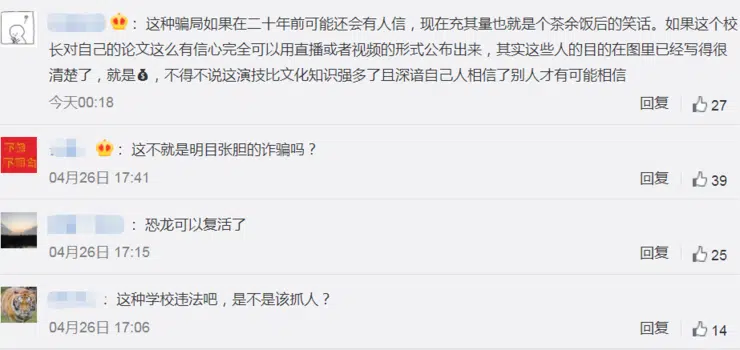 ：这种骗局如果在二十年前可能还会有人信，现在充其量也就是个茶余饭后的笑话。如果这个校
长对自己的论文这么有信心完全可以用直播或者视频的形式公布出来，其实这些人的目的在图里已经写得很
清楚了，就是💰，不得不说这演技比文化知识强多了且深谙自己人相信了别人才有可能相信
今天00:18 回复 27
：这不就是明目张胆的诈骗吗？
04月26日 17:41 回复 39
：恐龙可以复活了
04月26日 17:15 回复 25
：这种学校违法吧，是不是该抓人？
04月26日 17:06 回复 14